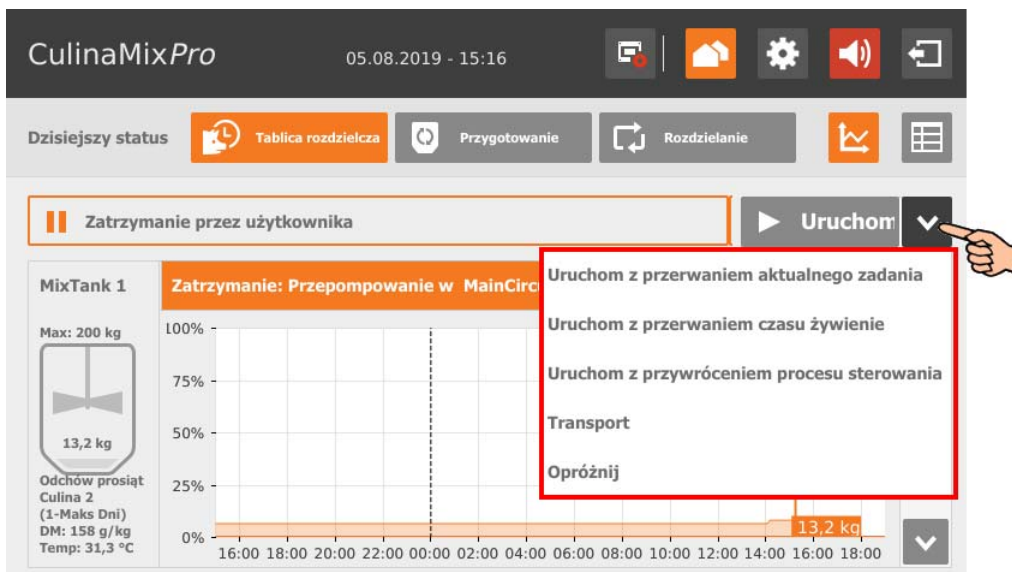 CulinaMixPro
05.08.2019 - 15:16
Dzisiejszy status
Tablica rozdzielcza
Przygotowanie
Rozdzielanie
Zatrzymanie przez użytkownika
Uruchom
MixTank 1
Max: 200 kg
13,2 kg
Odchów prosiąt
Culina 2
(1-Maks Dni)
DM: 158 g/kg
Temp: 31,3 °C
Zatrzymanie: Przepompowanie w MainCirc
Uruchom z przerwaniem aktualnego zadania
Uruchom z przerwaniem czasu żywienie
Uruchom z przywróceniem procesu sterowania
Transport
Opróżnij
100%
75%
50%
25%
0%
13,2 kg
16:00 18:00 20:00 22:00 00:00 02:00 04:00 06:00 08:00 10:00 12:00 14:00 16:00 18:00